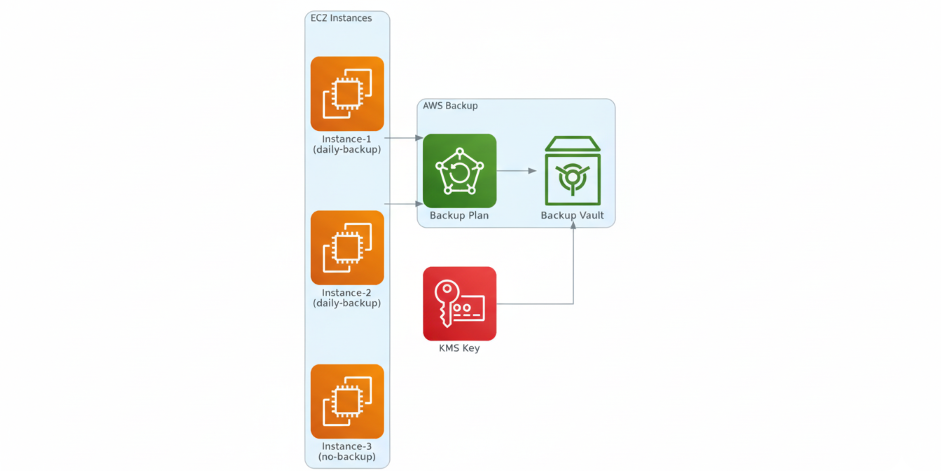 EC2 Instances
Instance-1
(daily-backup)
AWS Backup
Backup Plan
Backup Vault
Instance-2
(daily-backup)
KMS Key
Instance-3
(no-backup)